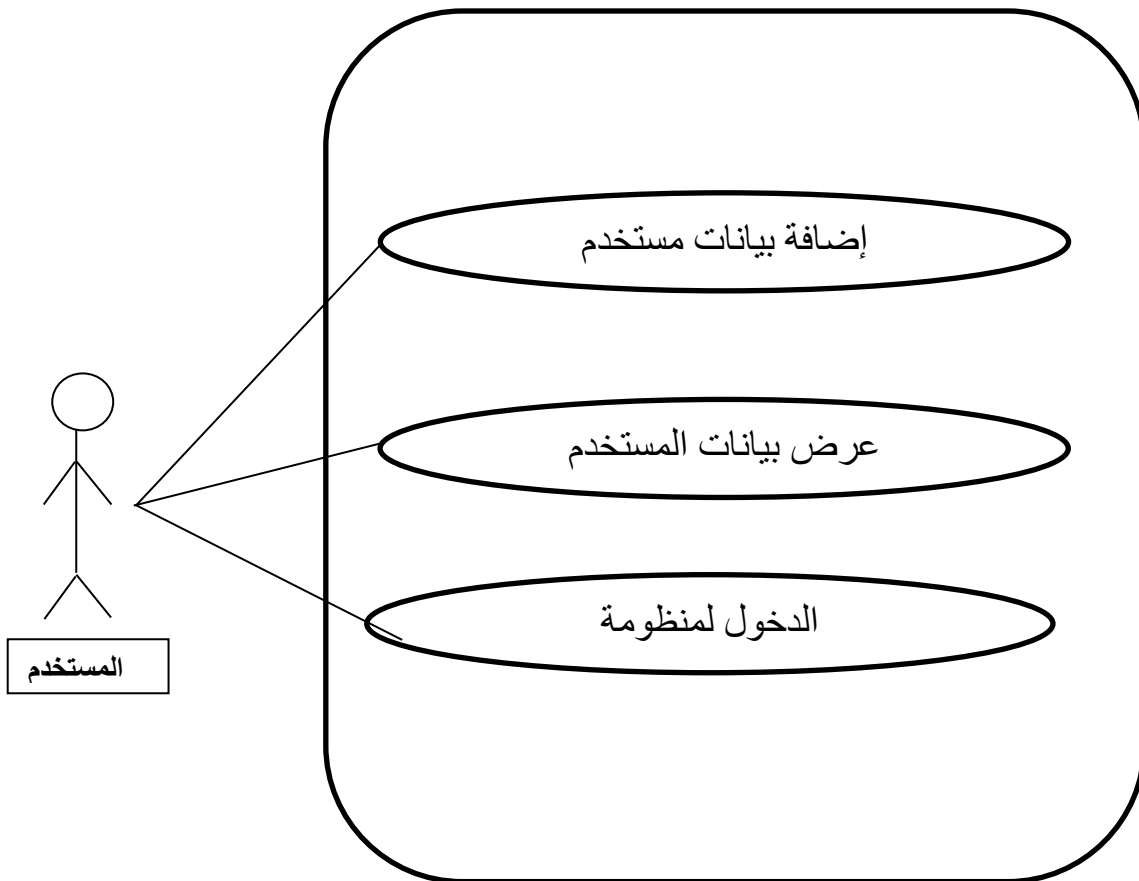 إضافة بيانات مستخدم
عرض بيانات المستخدم
الدخول لمنظومة
المستخدم